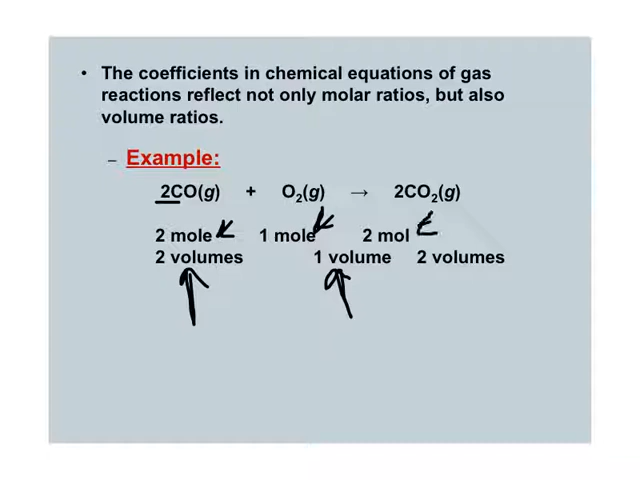 • The coefficients in chemical equations of gas
reactions reflect not only molar ratios, but also
volume ratios.
– Example:
2CO(g) + O₂(g) → 2CO₂(g)
2 mole 1 mole 2 mol
2 volumes 1 volume 2 volumes